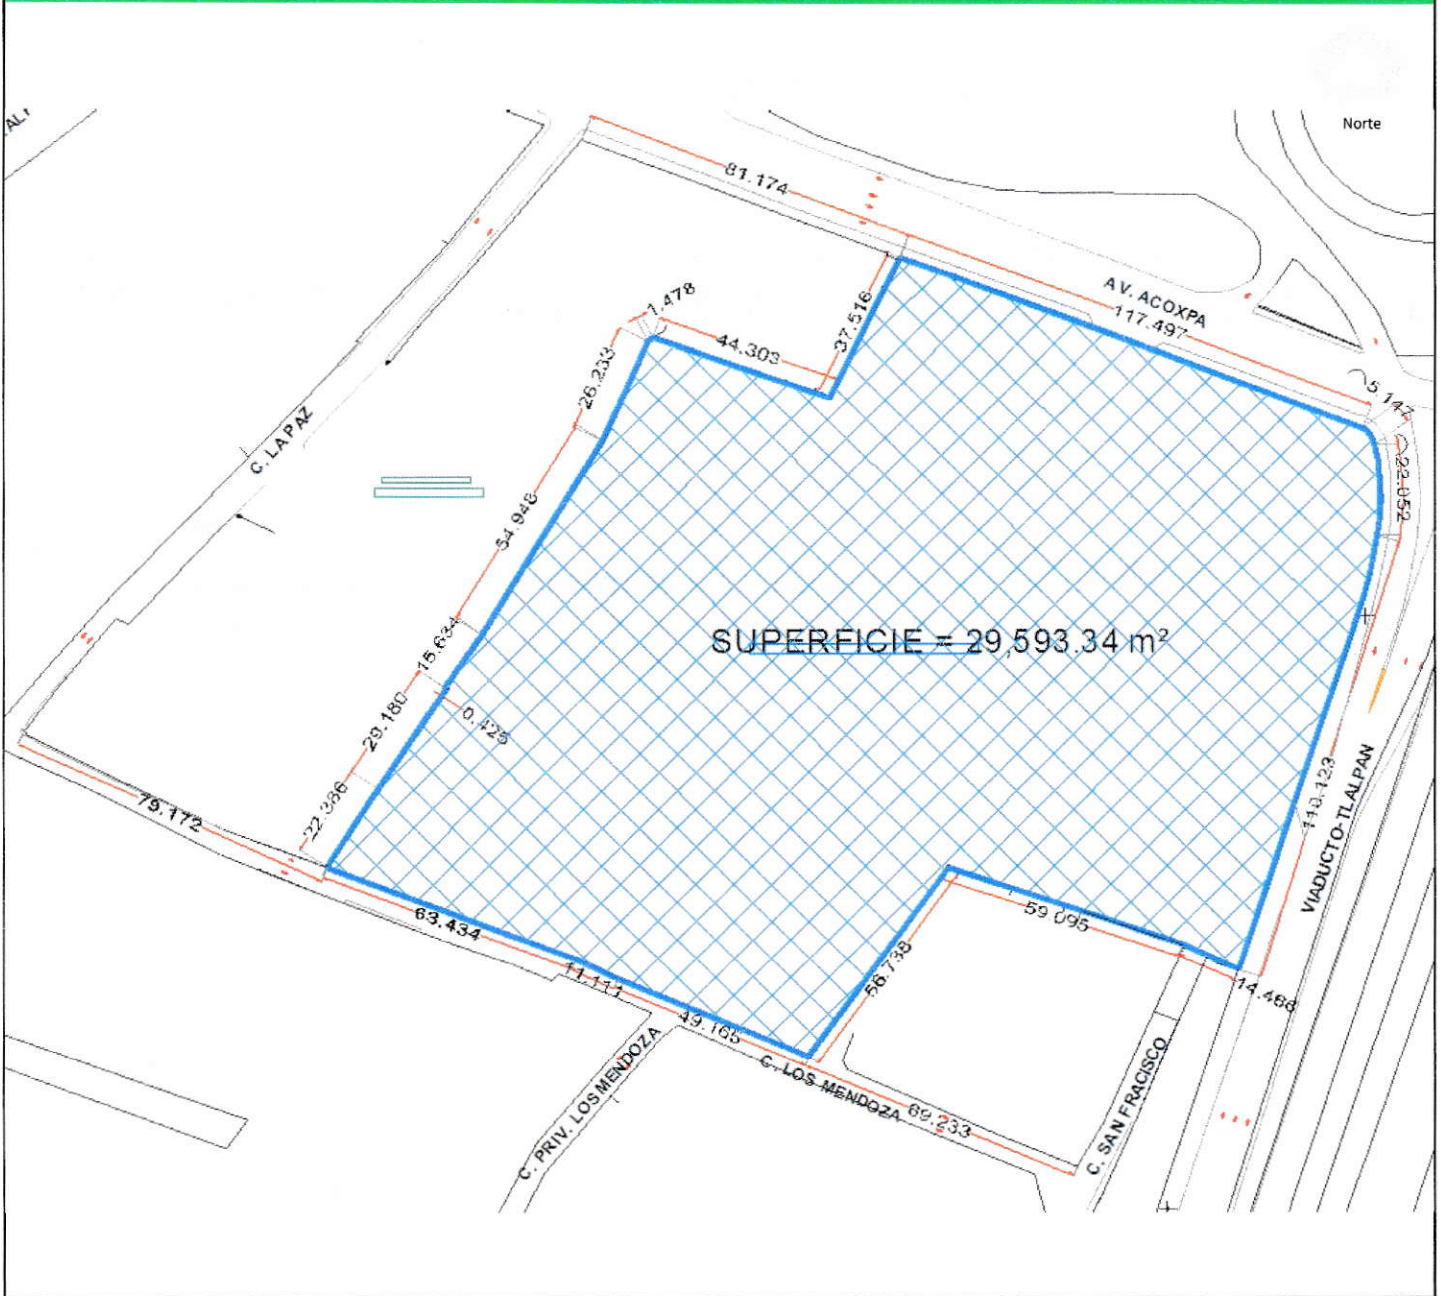 Norte
81.174
AV. ACOXPA
117.497
1.478
37.516
44.303
26.233
5.147
22.052
C. LA PAZ
54.948
SUPERFICIE = 29,593.34 m²
15.634
0.425
29.180
22.386
79.172
110.123
VIADUCTO-TLALPAN
63.434
59.095
56.738
11.111
14.466
49.165
C. LOS MENDOZA
69.233
C. PRIV. LOS MENDOZA
C. SAN FRACISCO